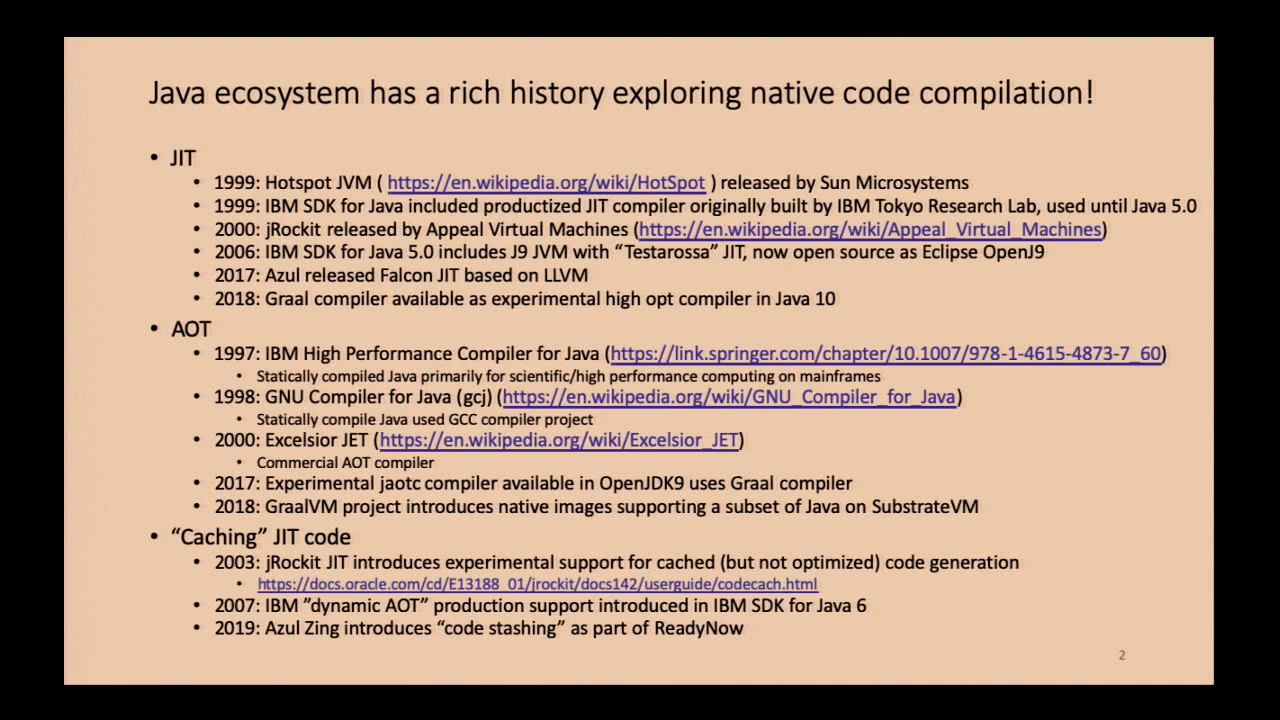 Java ecosystem has a rich history exploring native code compilation!
• JIT
• 1999: Hotspot JVM ( https://en.wikipedia.org/wiki/HotSpot ) released by Sun Microsystems
• 1999: IBM SDK for Java included productized JIT compiler originally built by IBM Tokyo Research Lab, used until Java 5.0
• 2000: jRockit released by Appeal Virtual Machines (https://en.wikipedia.org/wiki/Appeal_Virtual_Machines)
• 2006: IBM SDK for Java 5.0 includes J9 JVM with “Testarossa” JIT, now open source as Eclipse OpenJ9
• 2017: Azul released Falcon JIT based on LLVM
• 2018: Graal compiler available as experimental high opt compiler in Java 10
• AOT
• 1997: IBM High Performance Compiler for Java (https://link.springer.com/chapter/10.1007/978-1-4615-4873-7_60)
• Statically compiled Java primarily for scientific/high performance computing on mainframes
• 1998: GNU Compiler for Java (gcj) (https://en.wikipedia.org/wiki/GNU_Compiler_for_Java)
• Statically compile Java used GCC compiler project
• 2000: Excelsior JET (https://en.wikipedia.org/wiki/Excelsior_JET)
• Commercial AOT compiler
• 2017: Experimental jaotc compiler available in OpenJDK9 uses Graal compiler
• 2018: GraalVM project introduces native images supporting a subset of Java on SubstrateVM
• “Caching” JIT code
• 2003: jRockit JIT introduces experimental support for cached (but not optimized) code generation
• https://docs.oracle.com/cd/E13188_01/jrockit/docs142/userguide/codecach.html
• 2007: IBM ”dynamic AOT” production support introduced in IBM SDK for Java 6
• 2019: Azul Zing introduces “code stashing” as part of ReadyNow
2